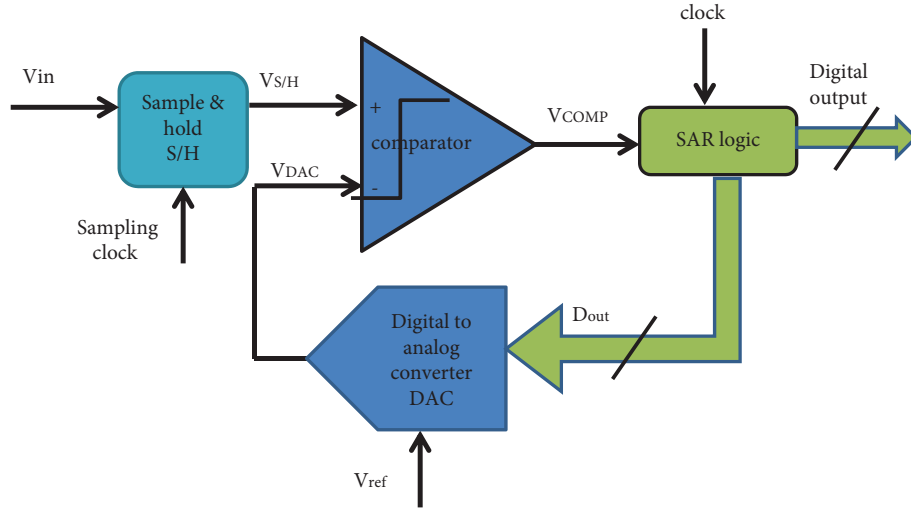 clock
Vin
Sample &
hold
S/H
VS/H
+
comparator
VCOMP
SAR logic
Digital
output
VDAC
-
Sampling
clock
Digital to
analog
converter
DAC
Dout
Vref